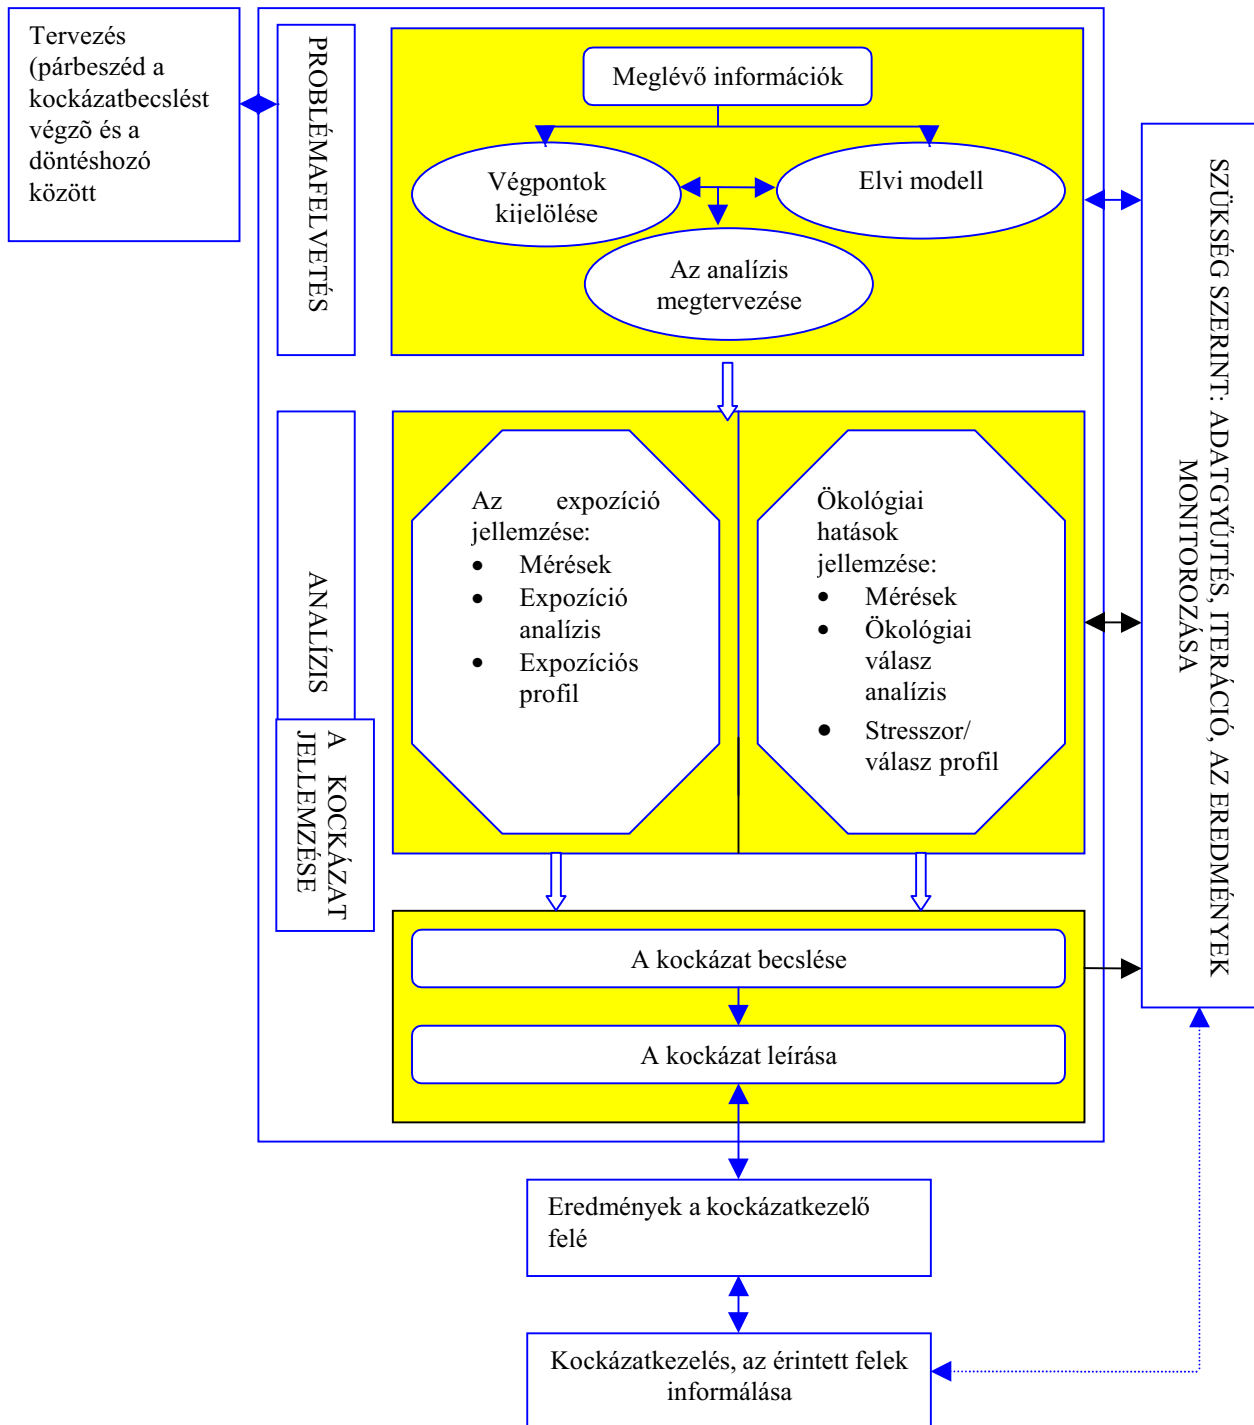 Tervezés
(párbeszéd a
kockázatbecslést
végzõ és a
döntéshozó
között
PROBLÉMAFELVETÉS
Meglévő információk
Végpontok
kijelölése
Elvi modell
Az analízis
megtervezése
ANALÍZIS
Az expozíció
jellemzése:
• Mérések
• Expozíció
analízis
• Expozíciós
profil
Ökológiai
hatások
jellemzése:
• Mérések
• Ökológiai
válasz
analízis
• Stresszor/
válasz profil
A KOCKÁZAT
JELLEMZÉSE
A kockázat becslése
A kockázat leírása
SZÜKSÉG SZERINT: ADATGYŰJTÉS, ITERÁCIÓ, AZ EREDMÉNYEK
MONITOROZÁSA
Eredmények a kockázatkezelő
felé
Kockázatkezelés, az érintett felek
informálása